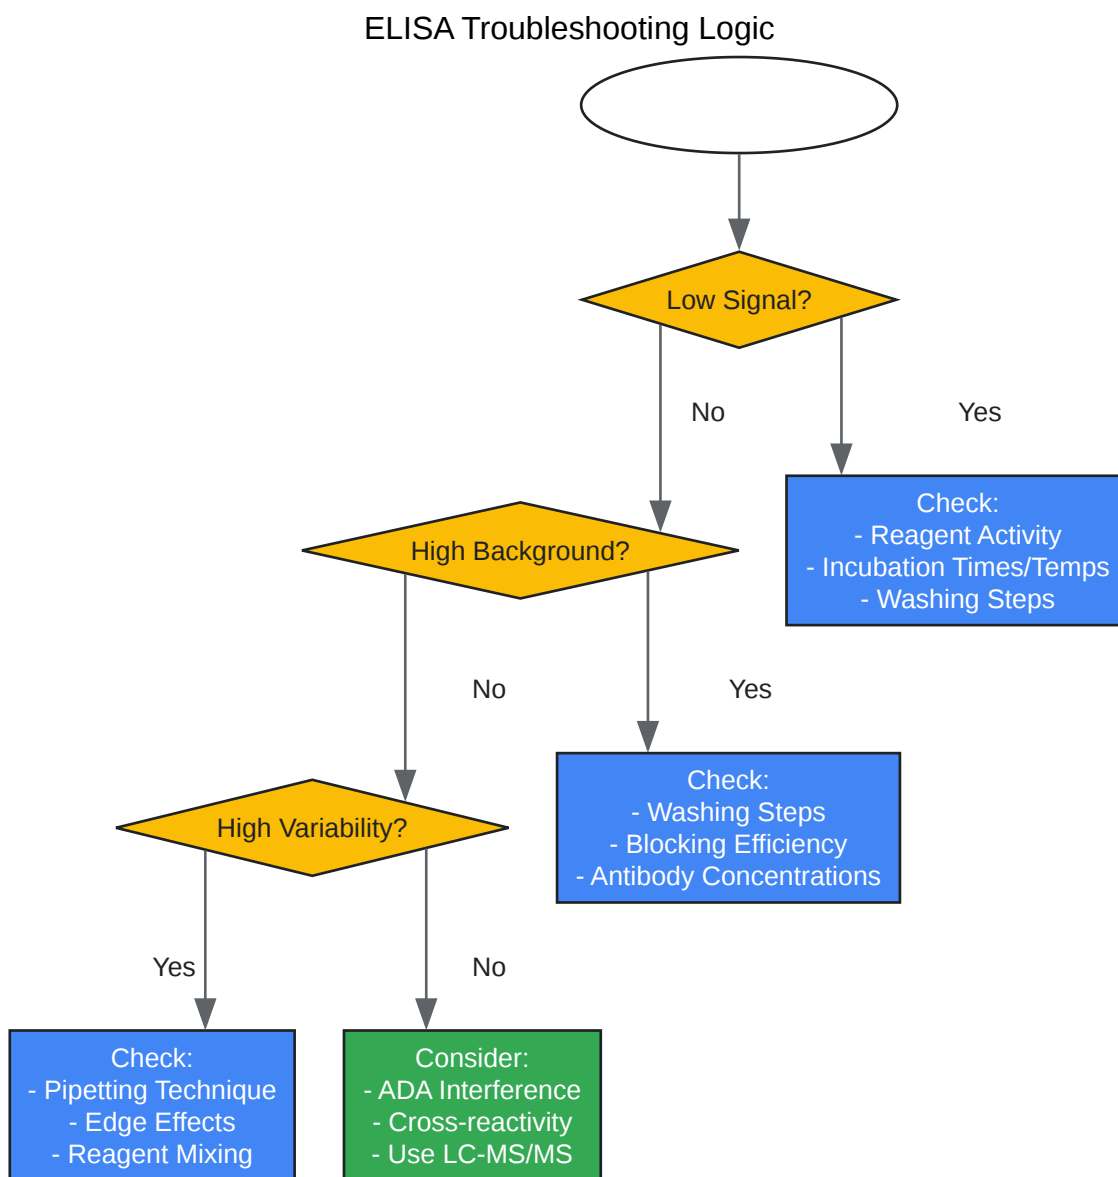 ELISA Troubleshooting Logic
Low Signal?
No
Yes
Check:
- Reagent Activity
- Incubation Times/Temps
- Washing Steps
High Background?
No
Yes
Check:
- Washing Steps
- Blocking Efficiency
- Antibody Concentrations
High Variability?
Yes
No
Check:
- Pipetting Technique
- Edge Effects
- Reagent Mixing
Consider:
- ADA Interference
- Cross-reactivity
- Use LC-MS/MS